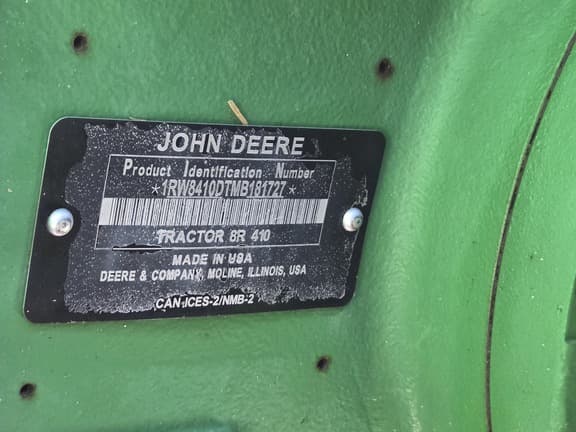 JOHN DEERE
Product Identification Number
*1RW8410DTMB181727*
TRACTOR 8R 410
MADE IN USA
DEERE & COMPANY, MOLINE, ILLINOIS, USA
CAN ICES-2/NMB-2